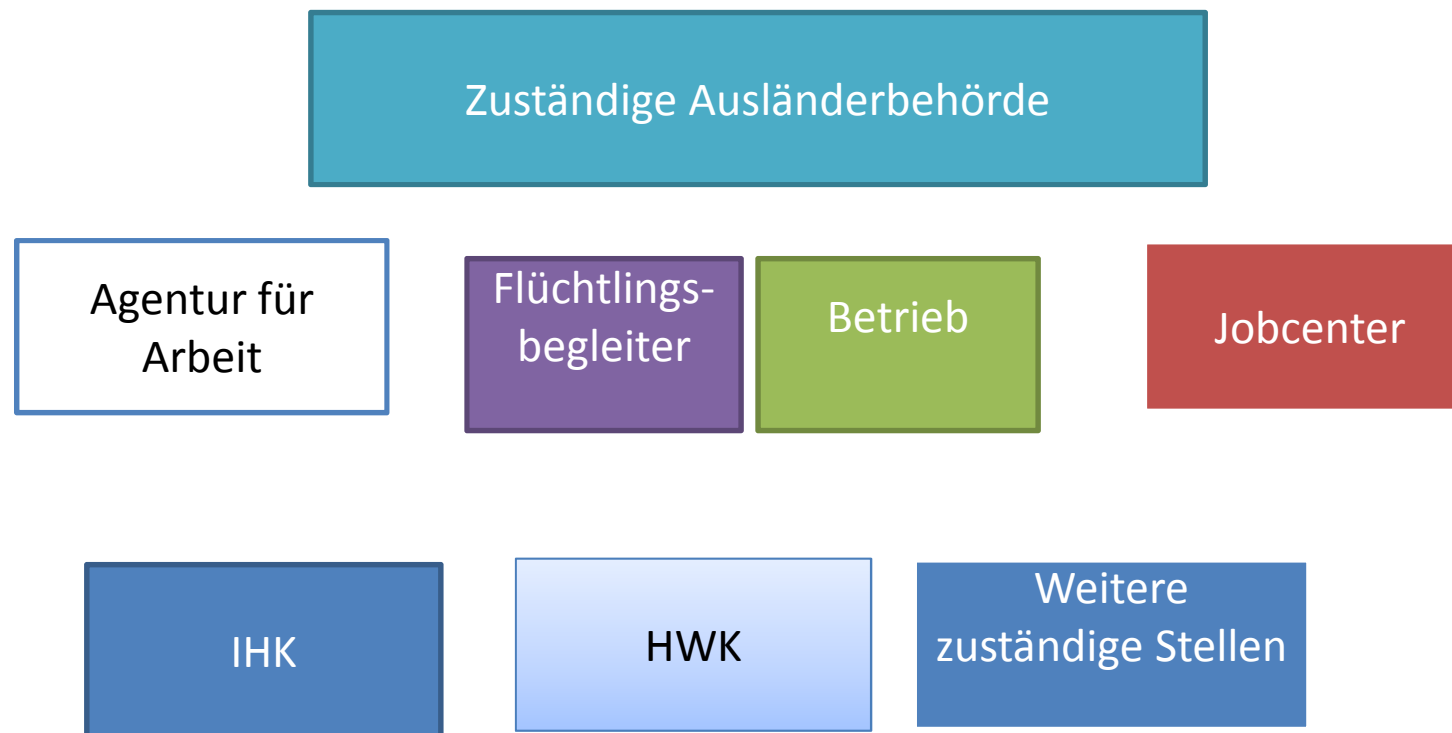 Zuständige Ausländerbehörde
Agentur für
Arbeit
Flüchtlings-
begleiter
Betrieb
Jobcenter
IHK
HWK
Weitere
zuständige Stellen